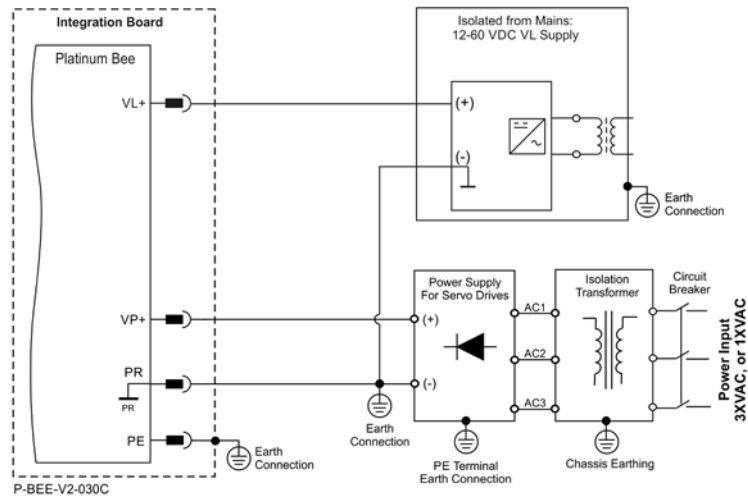 Integration Board
Platinum Bee
VL+
VP+
PR
PR
PE
Earth
Connection
P-BEE-V2-030C
Isolated from Mains:
12-60 VDC VL Supply
(+)
(-)
Earth
Connection
Power Supply
For Servo Drives
(+)
(-)
AC1
AC2
AC3
Isolation
Transformer
Circuit
Breaker
Power Input
3XVAC, or 1XVAC
Earth
Connection
PE Terminal
Earth Connection
Chassis Earthing